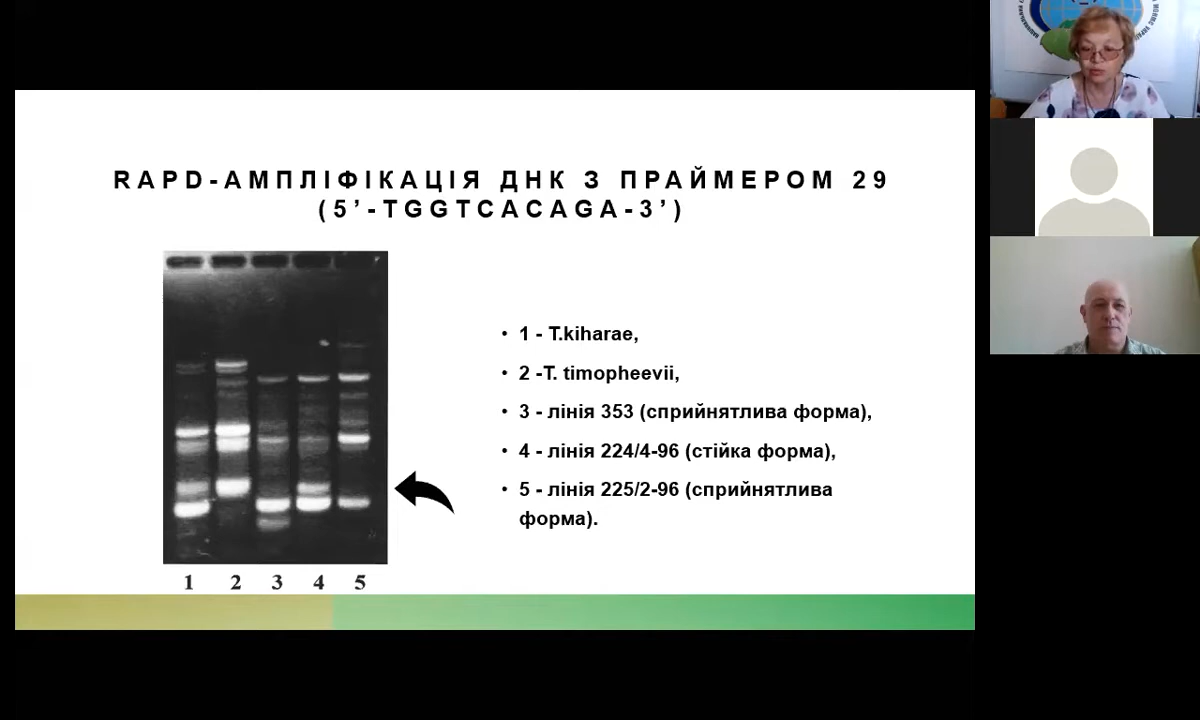 RAPD-АМПЛІФІКАЦІЯ ДНК З ПРАЙМЕРОМ 29
(5’-TGGTCACAGA-3’)
• 1 - T.kiharae,
• 2 -T. timopheevii,
• 3 - лінія 353 (сприйнятлива форма),
• 4 - лінія 224/4-96 (стійка форма),
• 5 - лінія 225/2-96 (сприйнятлива
форма).
1 2 3 4 5